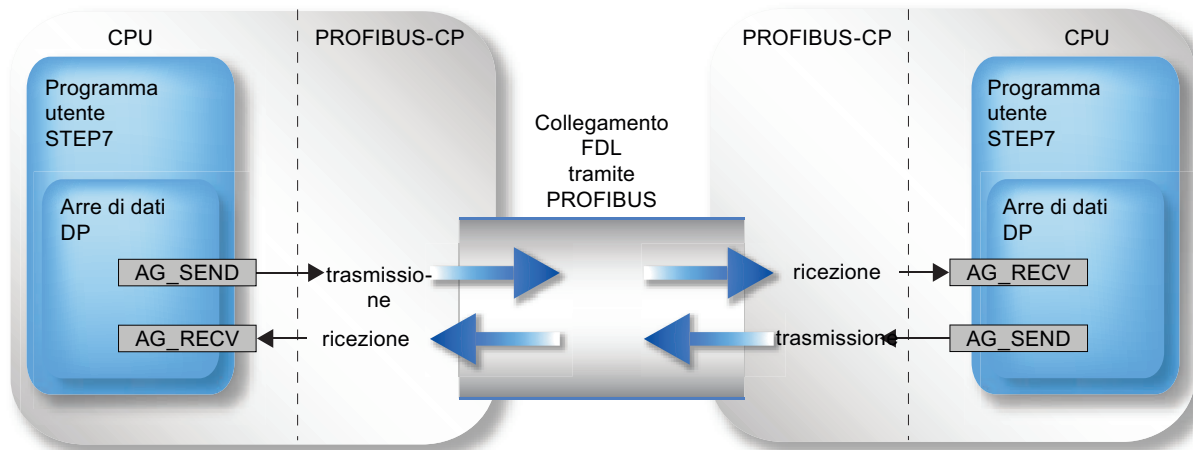 CPU
PROFIBUS-CP
Programma
utente
STEP7
Arre di dati
DP
AG_SEND
trasmissio-
ne
AG_RECV
ricezione
Collegamento
FDL
tramite
PROFIBUS
PROFIBUS-CP
CPU
Programma
utente
STEP7
Arre di dati
DP
ricezione
AG_RECV
trasmissione
AG_SEND